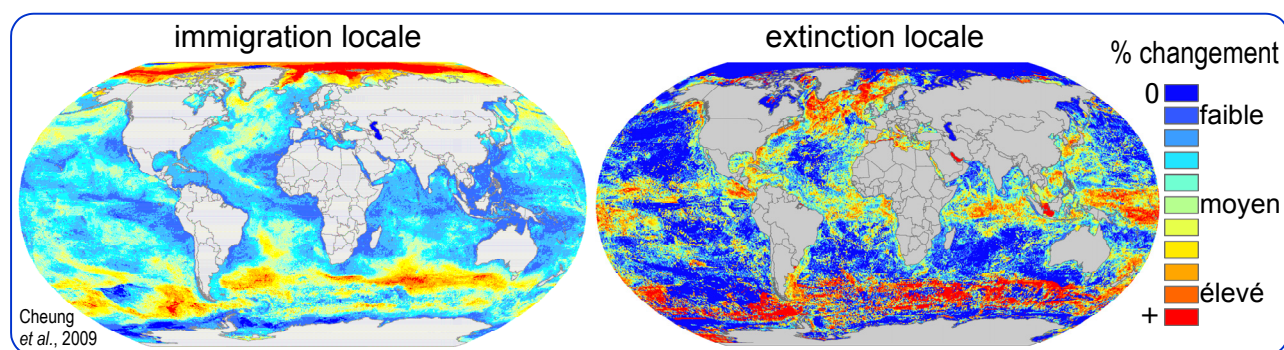 immigration locale
extinction locale
% changement
0
faible
moyen
élevé
+
Cheung
et al., 2009